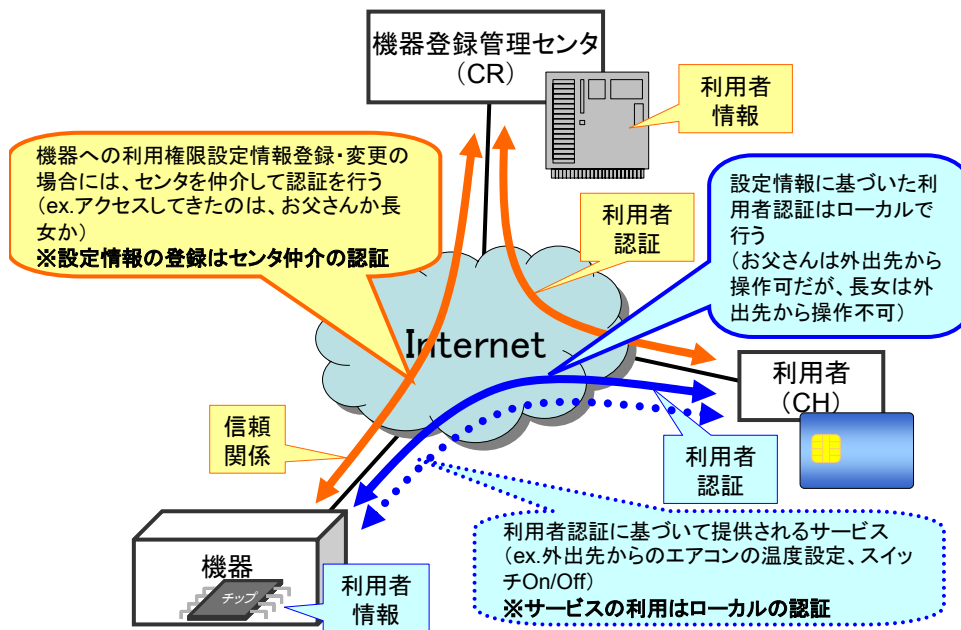 機器登録管理センタ
（CR）
利用者
情報
機器への利用権限設定情報登録・変更の
場合には、センタを仲介して認証を行う
（ex.アクセスしてきたのは、お父さんか長
女か）
※設定情報の登録はセンタ仲介の認証
利用者
認証
設定情報に基づいた利
用者認証はローカルで
行う
（お父さんは外出先から
操作可だが、長女は外
出先から操作不可）
Internet
利用者
（CH）
信頼
関係
利用者
認証
利用者認証に基づいて提供されるサービス
（ex.外出先からのエアコンの温度設定、スイッ
チOn/Off）
※サービスの利用はローカルの認証
機器
チップ
利用者
情報